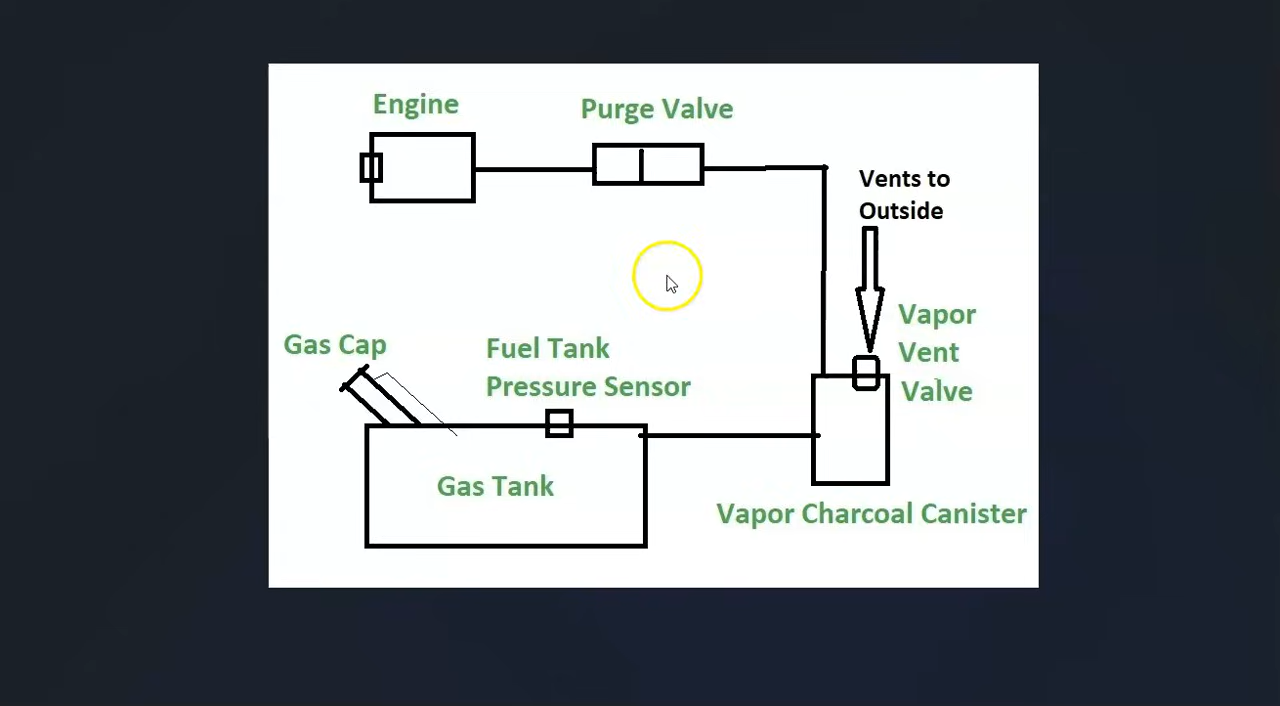 Engine
Purge Valve
Vents to
Outside
Vapor
Vent
Valve
Gas Cap
Fuel Tank
Pressure Sensor
Gas Tank
Vapor Charcoal Canister